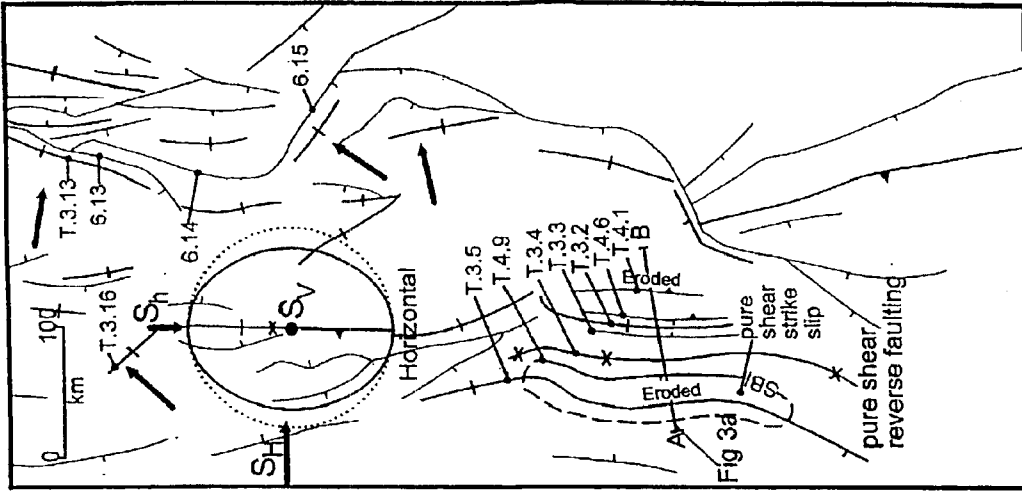 0 100
km
T.3.16
Sh
SH
SV
Horizontal
T.3.13
6.13
6.14
6.15
T.3.5
T.4.9
T.3.4
T.3.3
T.3.2
T.4.6
T.4.1
A
B
Eroded
Eroded
SB
Fig 3a
pure
shear
strike
slip
pure shear
reverse faulting